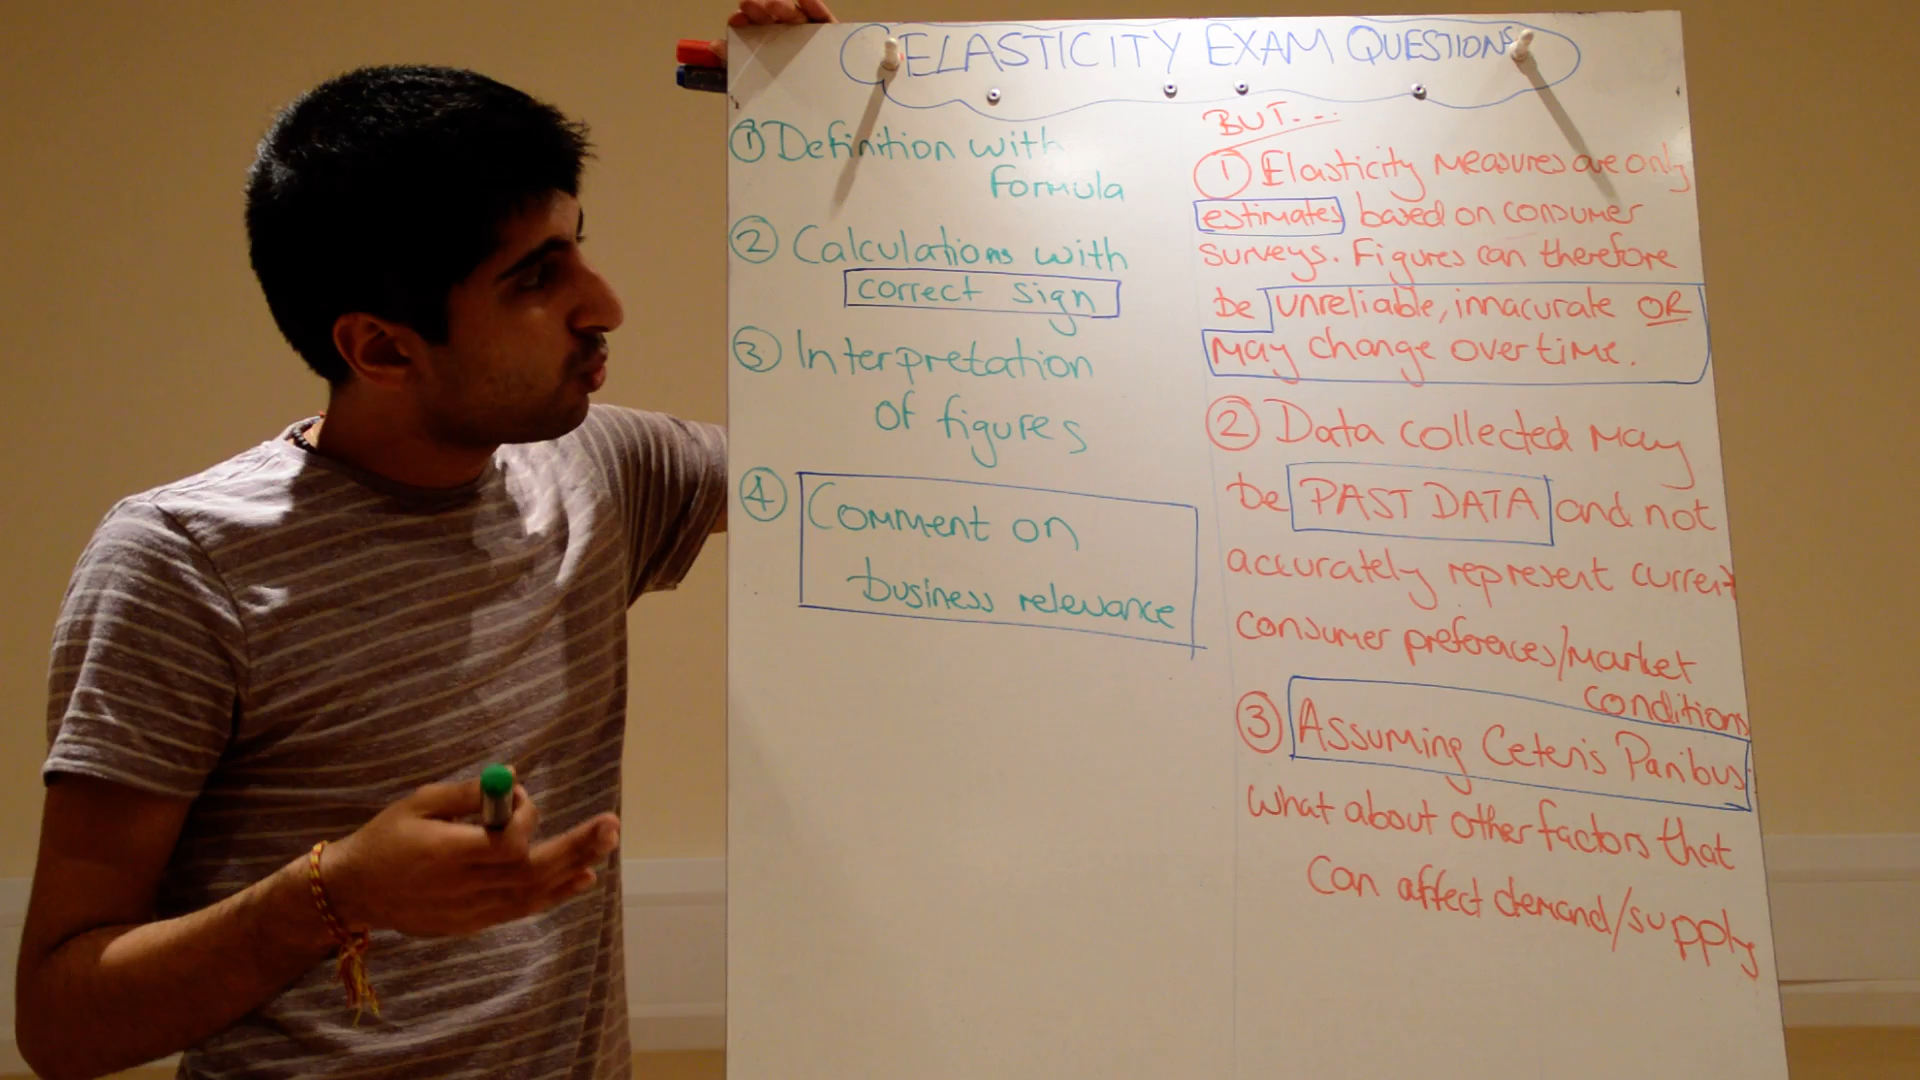 ELASTICITY EXAM QUESTIONS
① Definition with
Formula
② Calculations with
correct sign
③ Interpretation
of figures
④ Comment on
business relevance
BUT...
① Elasticity measures are only
estimates based on consumer
surveys. Figures can therefore
be unreliable, innacurate OR
may change over time.
② Data collected may
be PAST DATA and not
accurately represent current
consumer preferences/market
conditions
③ Assuming Ceteris Paribus.
What about other factors that
can affect demand/supply